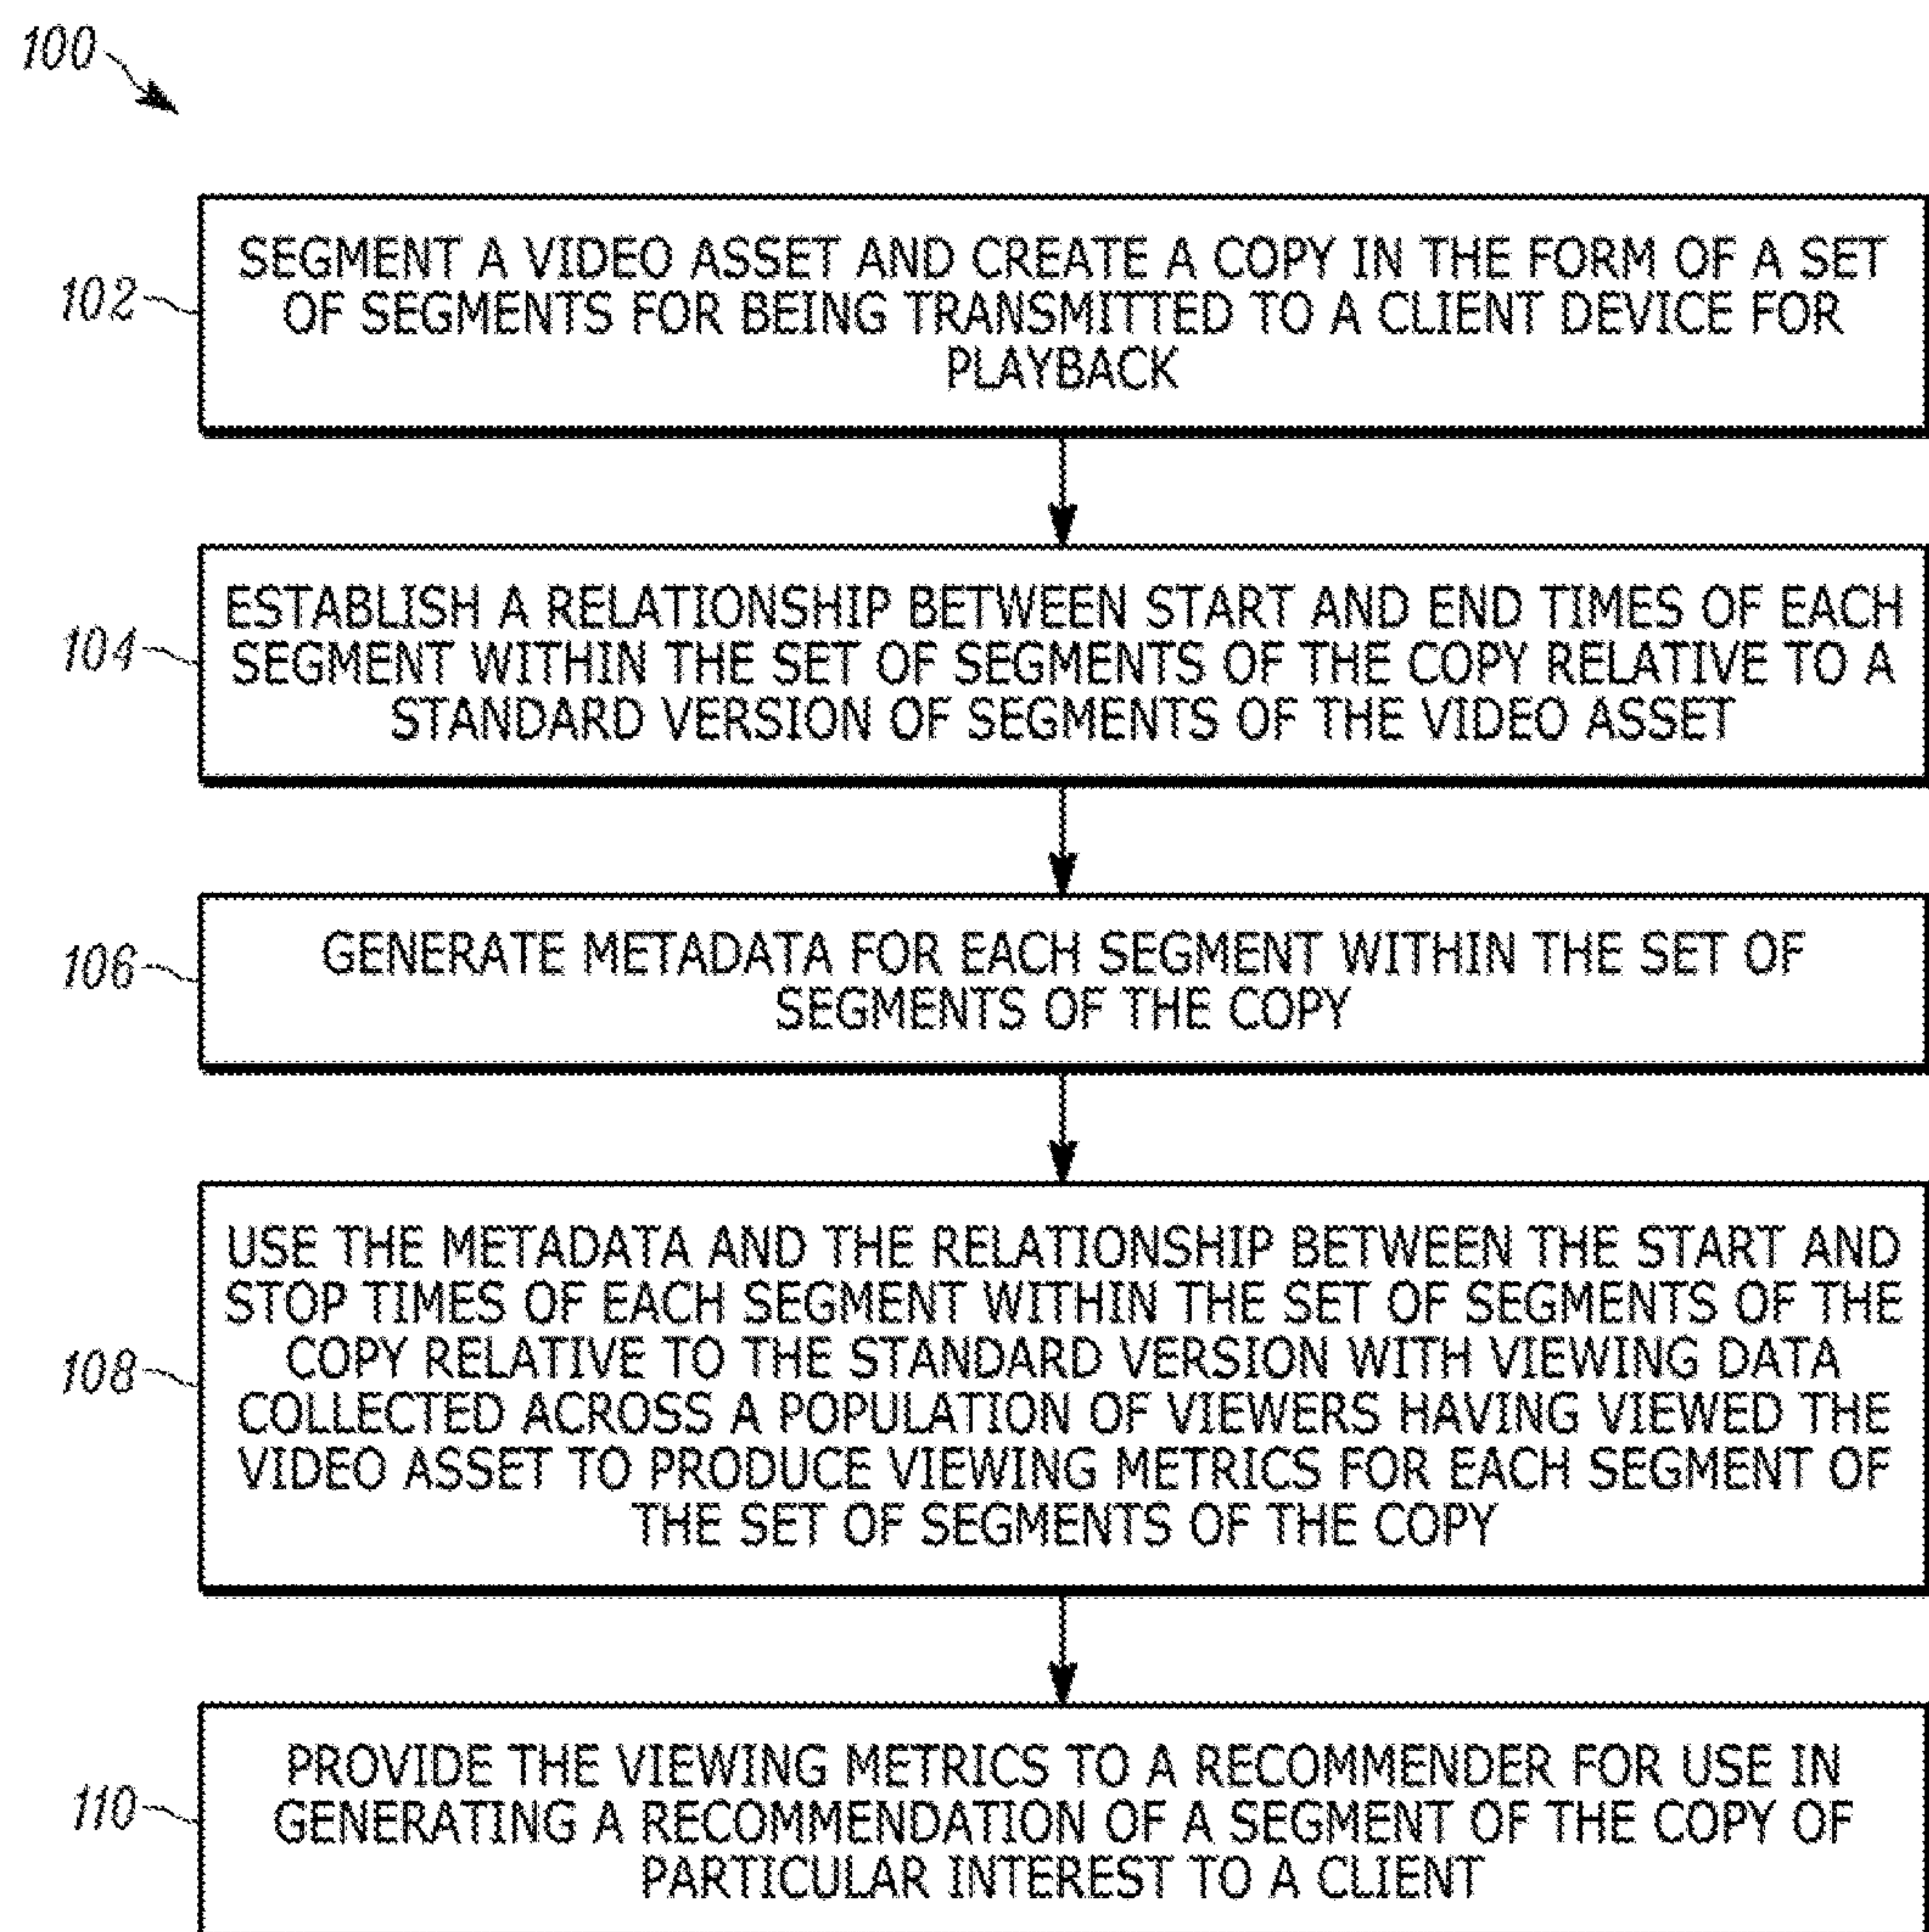 100
102
SEGMENT A VIDEO ASSET AND CREATE A COPY IN THE FORM OF A SET
OF SEGMENTS FOR BEING TRANSMITTED TO A CLIENT DEVICE FOR
PLAYBACK
104
ESTABLISH A RELATIONSHIP BETWEEN START AND END TIMES OF EACH
SEGMENT WITHIN THE SET OF SEGMENTS OF THE COPY RELATIVE TO A
STANDARD VERSION OF SEGMENTS OF THE VIDEO ASSET
106
GENERATE METADATA FOR EACH SEGMENT WITHIN THE SET OF
SEGMENTS OF THE COPY
108
USE THE METADATA AND THE RELATIONSHIP BETWEEN THE START AND
STOP TIMES OF EACH SEGMENT WITHIN THE SET OF SEGMENTS OF THE
COPY RELATIVE TO THE STANDARD VERSION WITH VIEWING DATA
COLLECTED ACROSS A POPULATION OF VIEWERS HAVING VIEWED THE
VIDEO ASSET TO PRODUCE VIEWING METRICS FOR EACH SEGMENT OF
THE SET OF SEGMENTS OF THE COPY
110
PROVIDE THE VIEWING METRICS TO A RECOMMENDER FOR USE IN
GENERATING A RECOMMENDATION OF A SEGMENT OF THE COPY OF
PARTICULAR INTEREST TO A CLIENT